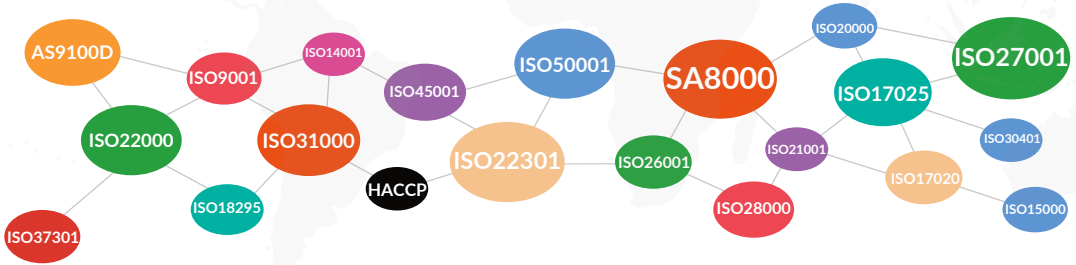 AS9100D
ISO9001
ISO14001
ISO22000
ISO31000
ISO37301
ISO18295
ISO45001
HACCP
ISO50001
ISO22301
ISO26001
SA8000
ISO28000
ISO20000
ISO21001
ISO17025
ISO17020
ISO27001
ISO30401
ISO15000